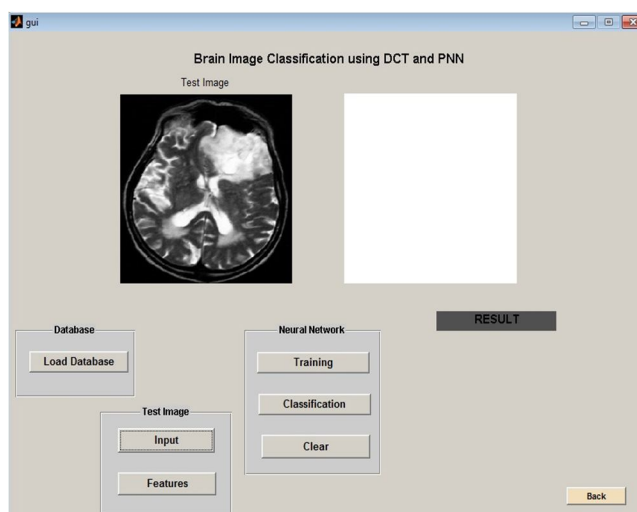 gui
Brain Image Classification using DCT and PNN
Test Image
RESULT
Database
Load Database
Neural Network
Training
Classification
Clear
Test Image
Input
Features
Back